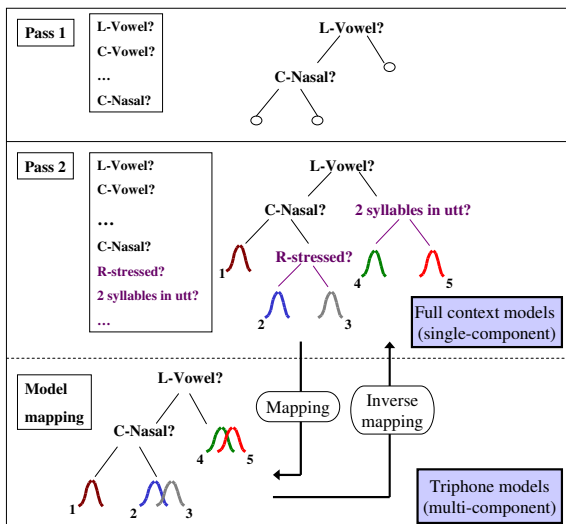 Pass 1
L-Vowel?
C-Vowel?
...
C-Nasal?
L-Vowel?
C-Nasal?
Pass 2
L-Vowel?
C-Vowel?
...
C-Nasal?
R-stressed?
2 syllables in utt?
...
L-Vowel?
C-Nasal?
2 syllables in utt?
1
R-stressed?
4
5
2
3
Full context models
(single-component)
Model
mapping
L-Vowel?
C-Nasal?
4
5
1
2
3
Mapping
Inverse
mapping
Triphone models
(multi-component)